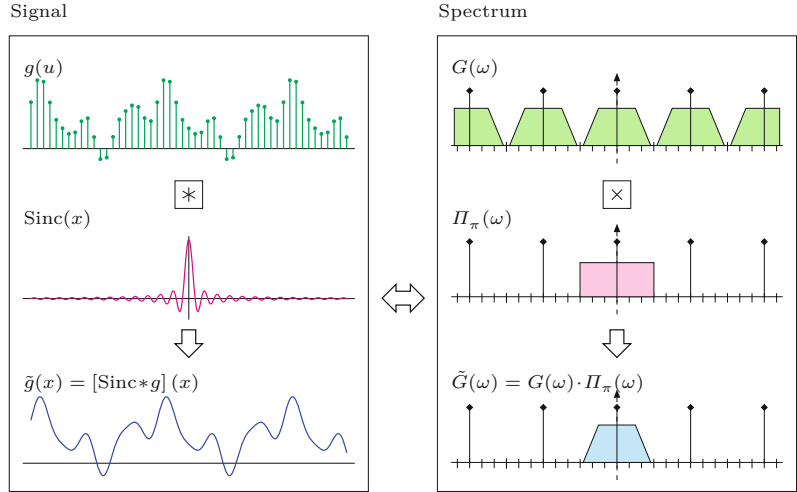 Signal
g(u)
∗
Sinc(x)
g̃(x) = [Sinc∗g] (x)
Spectrum
G(ω)
×
Π_π(ω)
G̃(ω) = G(ω)·Π_π(ω)